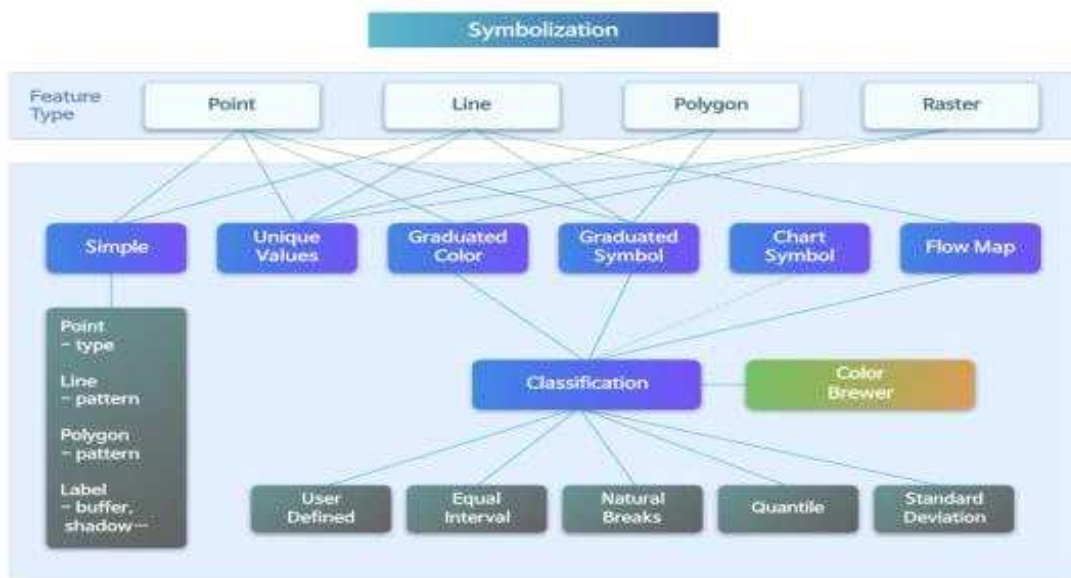 Symbolization
Feature
Type
Point
Line
Polygon
Raster
Simple
Unique
Values
Graduated
Color
Graduated
Symbol
Chart
Symbol
Flow Map
Point
– type
Line
– pattern
Polygon
– pattern
Label
– buffer,
shadow···
Classification
Color
Brewer
User
Defined
Equal
Interval
Natural
Breaks
Quantile
Standard
Deviation